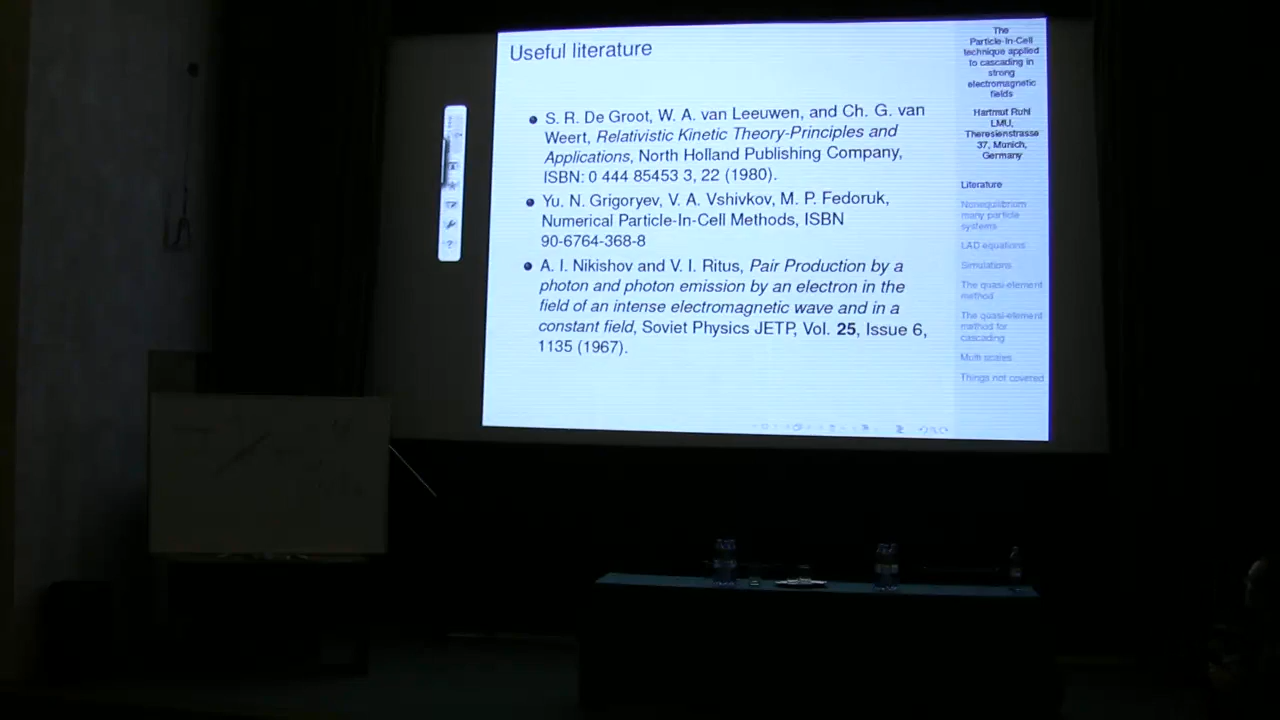 Useful literature
S. R. De Groot, W. A. van Leeuwen, and Ch. G. van
Weert, Relativistic Kinetic Theory-Principles and
Applications, North Holland Publishing Company,
ISBN: 0 444 85453 3, 22 (1980).
Yu. N. Grigoryev, V. A. Vshivkov, M. P. Fedoruk,
Numerical Particle-In-Cell Methods, ISBN
90-6764-368-8
A. I. Nikishov and V. I. Ritus, Pair Production by a
photon and photon emission by an electron in the
field of an intense electromagnetic wave and in a
constant field, Soviet Physics JETP, Vol. 25, Issue 6,
1135 (1967).
The
Particle-In-Cell
technique applied
to cascading in
strong
electromagnetic
fields
Hartmut Ruhl
LMU,
Theresienstrasse
37, Munich,
Germany
Literature
Nonequilibrium
many particle
systems
LAD equations
Simulations
The quasi-element
method
The quasi-element
method for
cascading
Multi scales
Things not covered